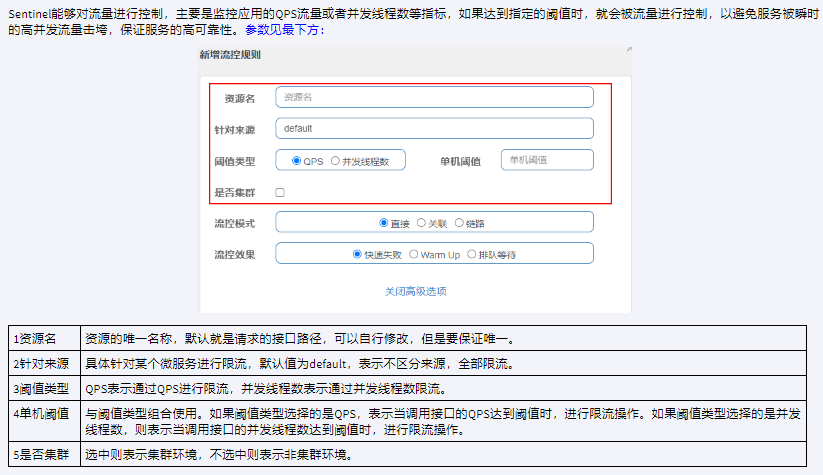 Sentinel能够对流量进行控制，主要是监控应用的QPS流量或者并发线程数等指标，如果达到指定的阈值时，就会被流量进行控制，以避免服务被瞬时
的高并发流量击垮，保证服务的高可靠性。参数见最下方：
新增流控规则
资源名 资源名
针对来源 default
阈值类型 QPS 并发线程数 单机阈值 单机阈值
是否集群
流控模式 直接 关联 链路
流控效果 快速失败 Warm Up 排队等待
关闭高级选项
1资源名 资源的唯一名称，默认就是请求的接口路径，可以自行修改，但是要保证唯一。
2针对来源 具体针对某个微服务进行限流，默认值为default，表示不区分来源，全部限流。
3阈值类型 QPS表示通过QPS进行限流，并发线程数表示通过并发线程数限流。
4单机阈值 与阈值类型组合使用。如果阈值类型选择的是QPS，表示当调用接口的QPS达到阈值时，进行限流操作。如果阈值类型选择的是并发
线程数，则表示当调用接口的并发线程数达到阈值时，进行限流操作。
5是否集群 选中则表示集群环境，不选中则表示非集群环境。